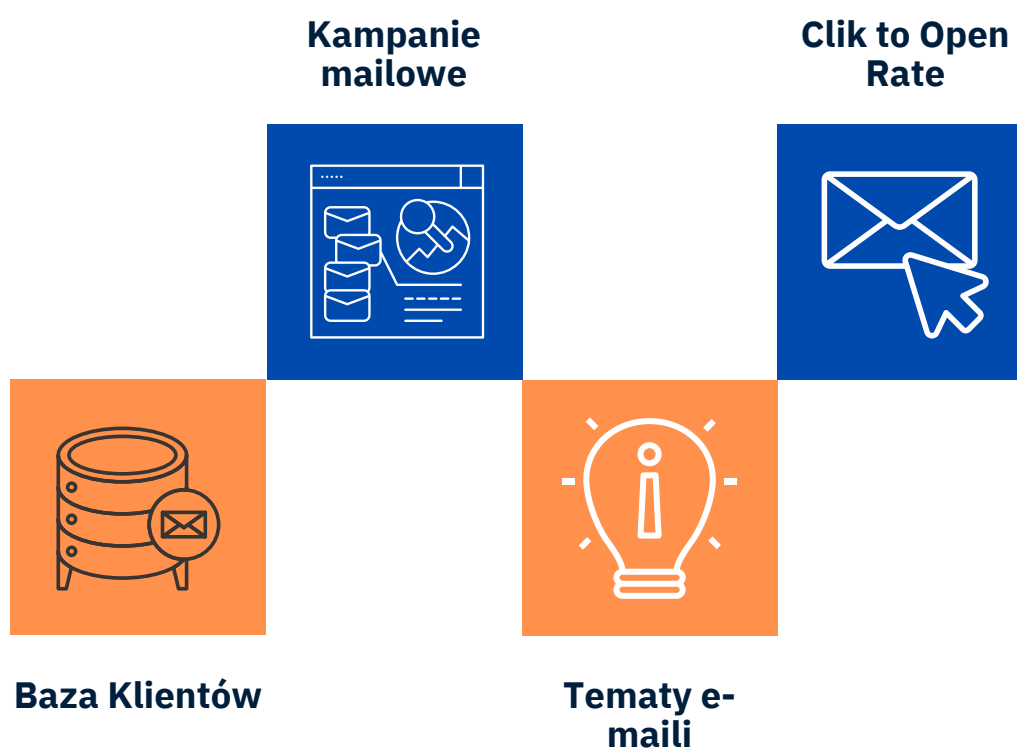 Kampanie
mailowe
Clik to Open
Rate
Baza Klientów
Tematy e-
maili